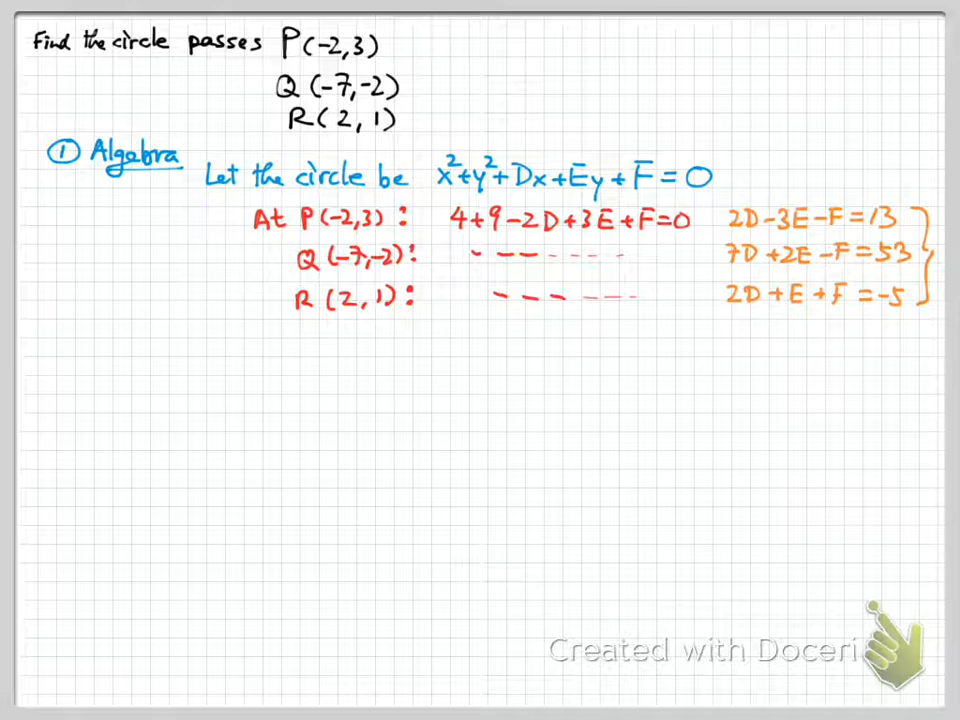 Find the circle passes P(-2,3)
Q (-7,-2)
R(2, 1)
① Algebra
Let the circle be x²+y²+Dx+Ey+F=0
At P(-2,3): 4+9-2D+3E+F=0 2D-3E-F=13
Q(-7,-2): 7D+2E-F=53
R (2, 1): 2D+E+F=-5
Created with Doceri